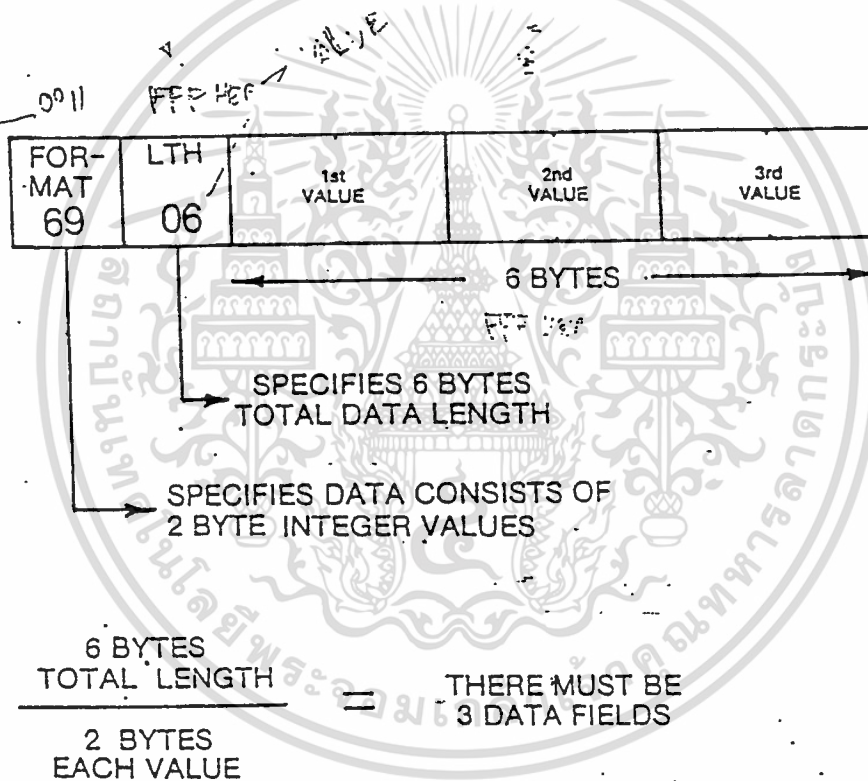 0011
VALUE
FOR-
MAT
69
LTH
06
1st
VALUE
2nd
VALUE
3rd
VALUE
6 BYTES
SPECIFIES 6 BYTES
TOTAL DATA LENGTH
SPECIFIES DATA CONSISTS OF
2 BYTE INTEGER VALUES
6 BYTES
TOTAL LENGTH
2 BYTES
EACH VALUE
=
THERE MUST BE
3 DATA FIELDS